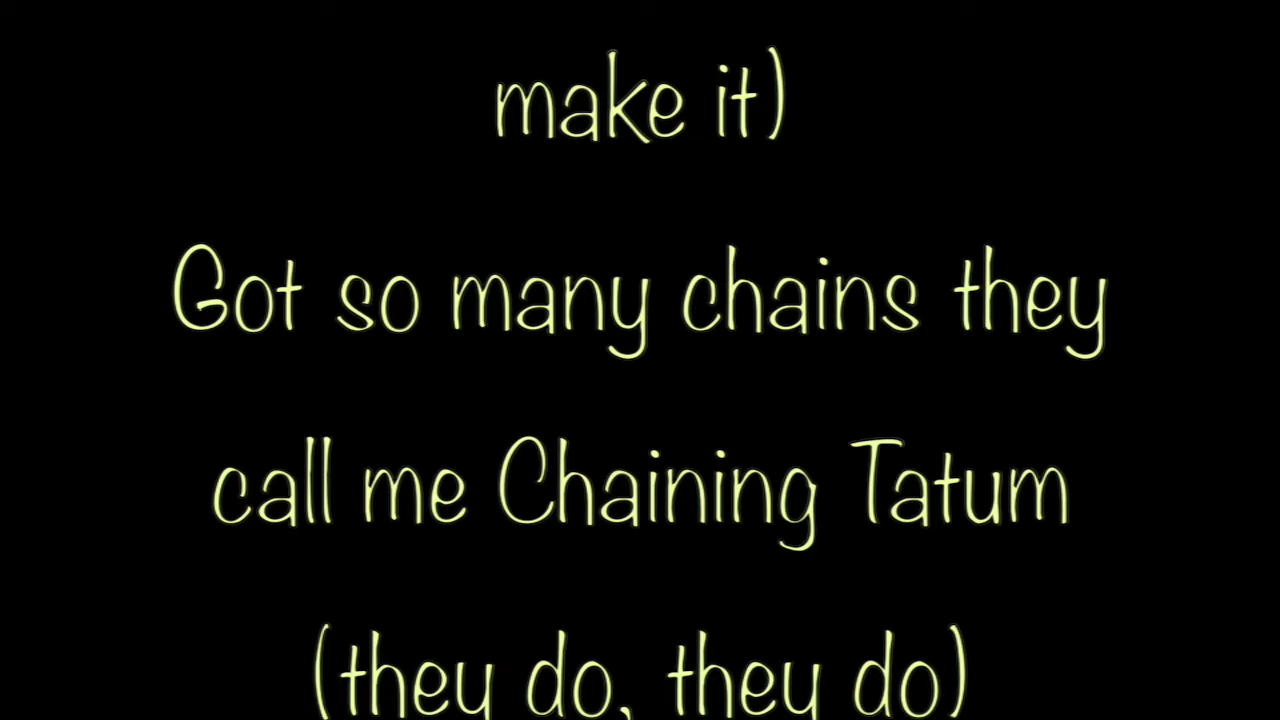 make it)
Got so many chains they
call me Chaining Tatum
(they do, they do)